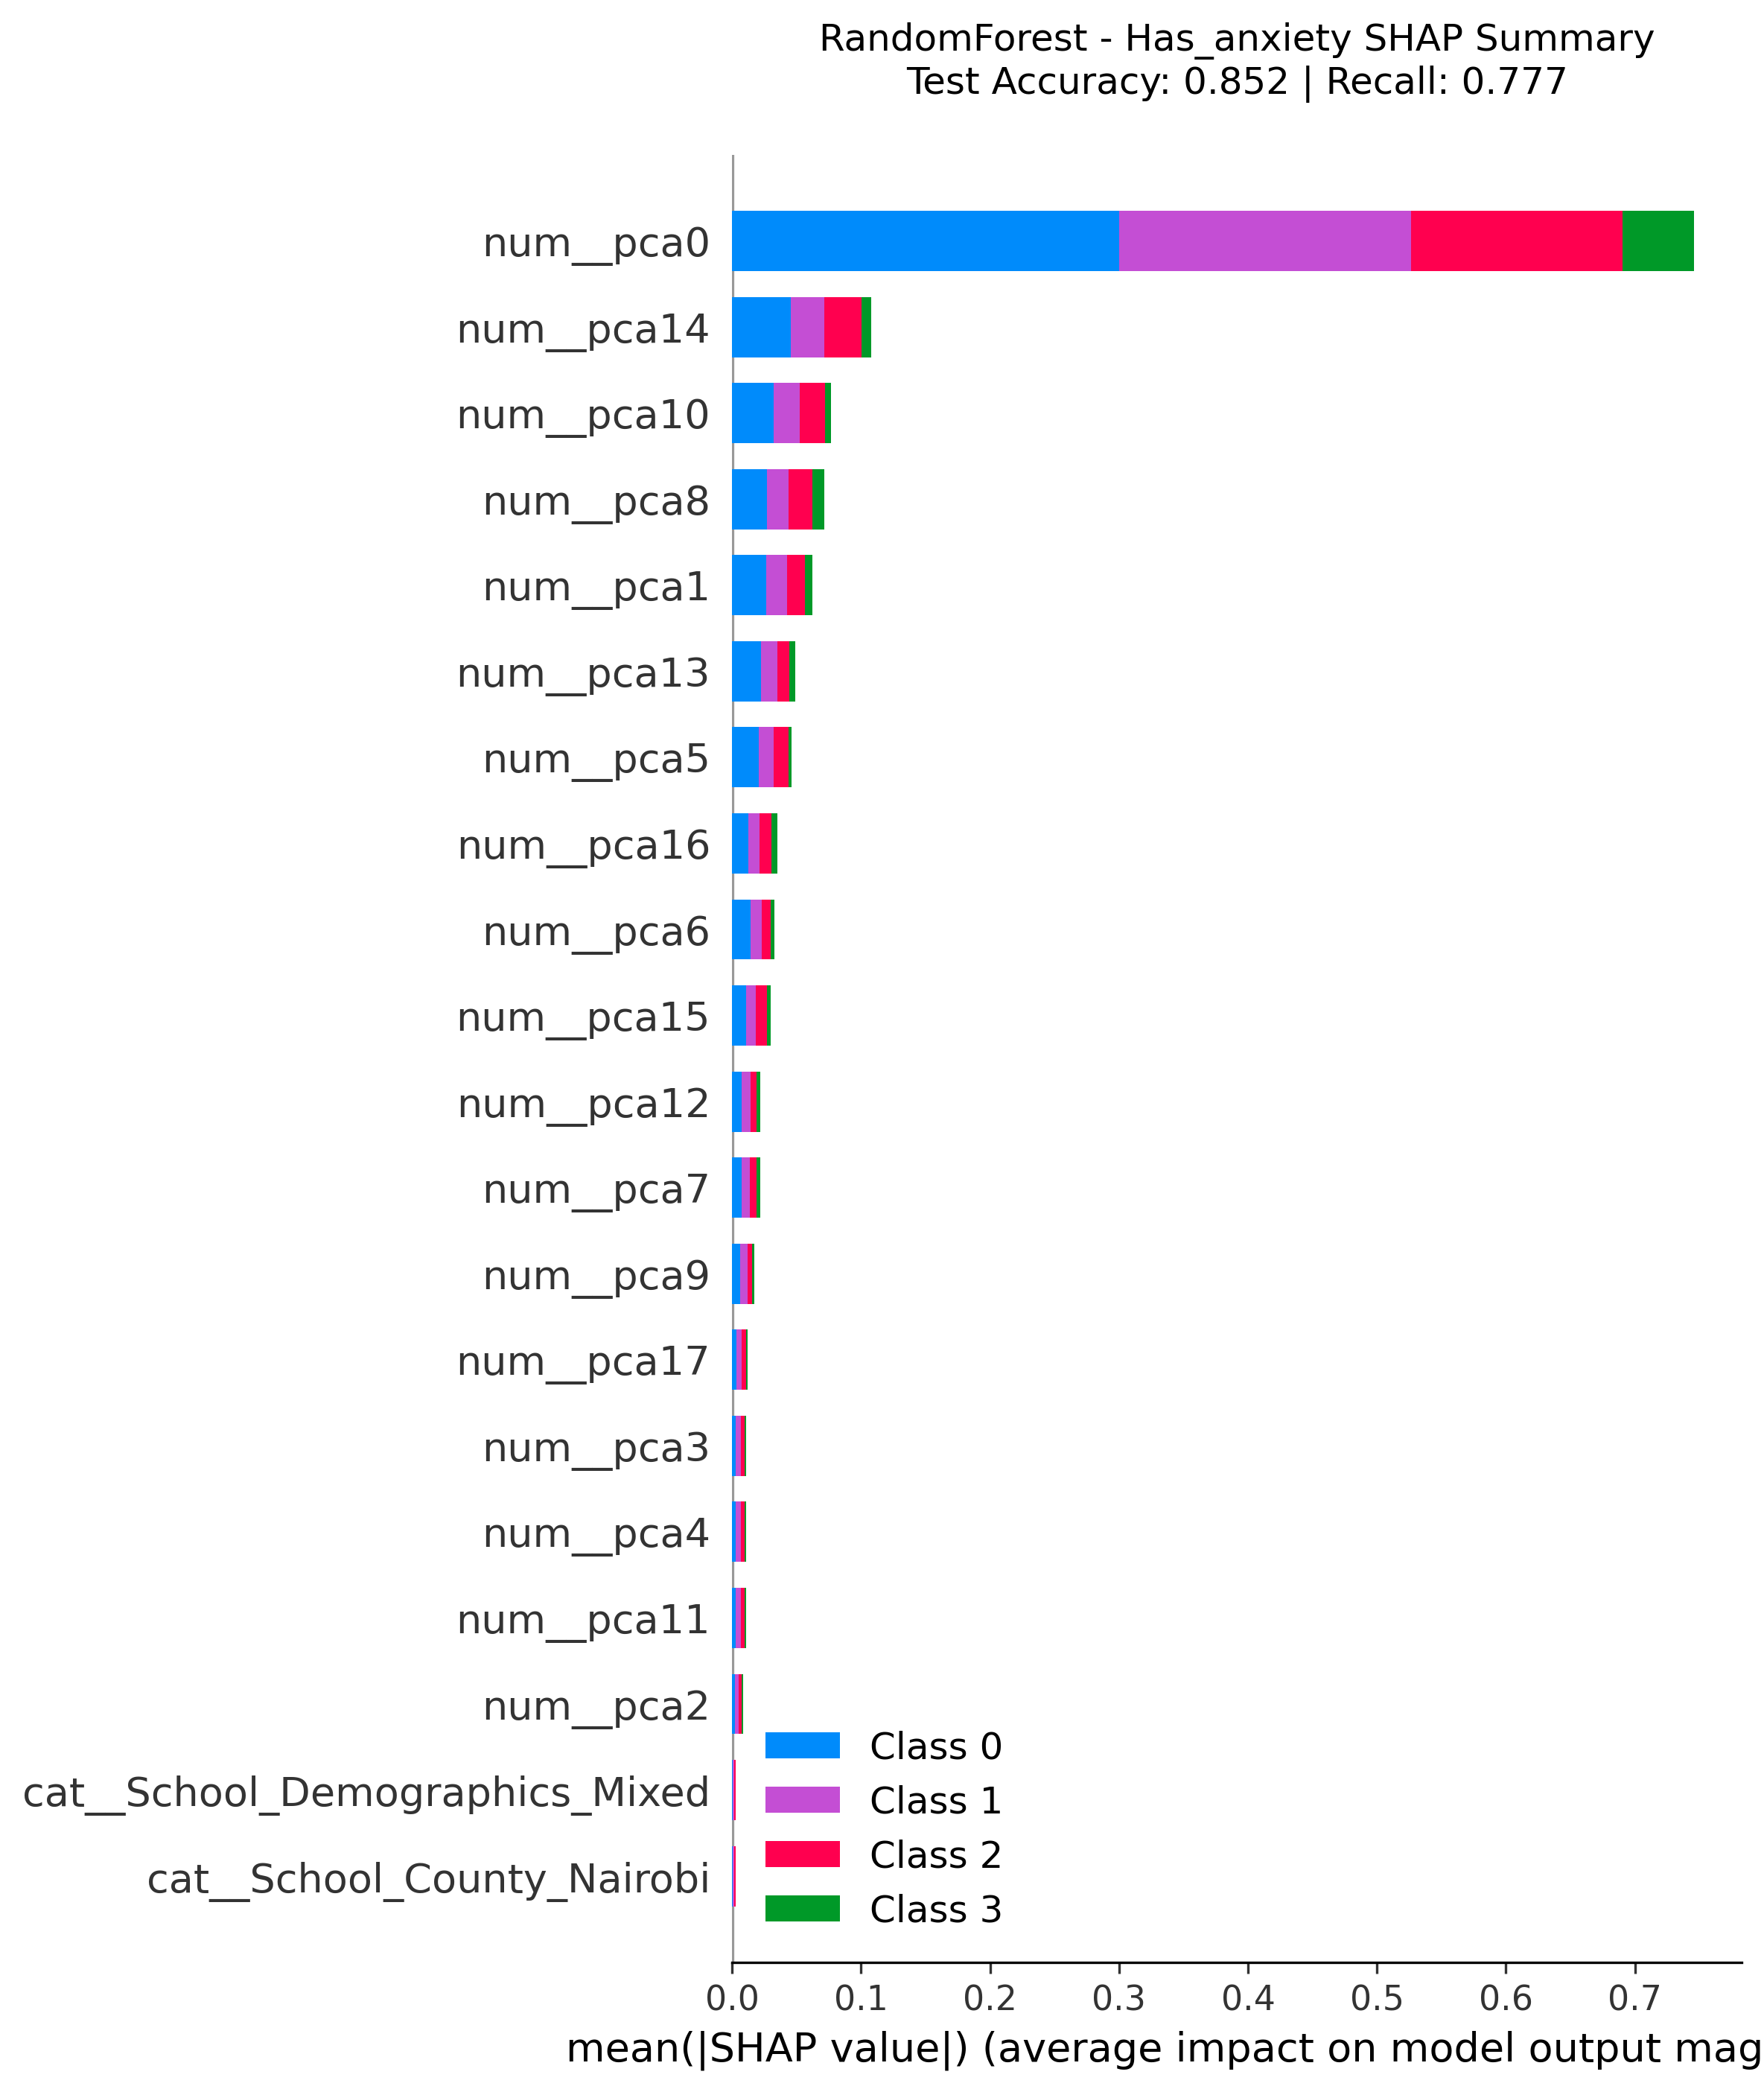 RandomForest - Has_anxiety SHAP Summary
Test Accuracy: 0.852 | Recall: 0.777
num__pca0
num__pca14
num__pca10
num__pca8
num__pca1
num__pca13
num__pca5
num__pca16
num__pca6
num__pca15
num__pca12
num__pca7
num__pca9
num__pca17
num__pca3
num__pca4
num__pca11
num__pca2
cat__School_Demographics_Mixed
cat__School_County_Nairobi
Class 0
Class 1
Class 2
Class 3
0.0 0.1 0.2 0.3 0.4 0.5 0.6 0.7
mean(|SHAP value|) (average impact on model output mag